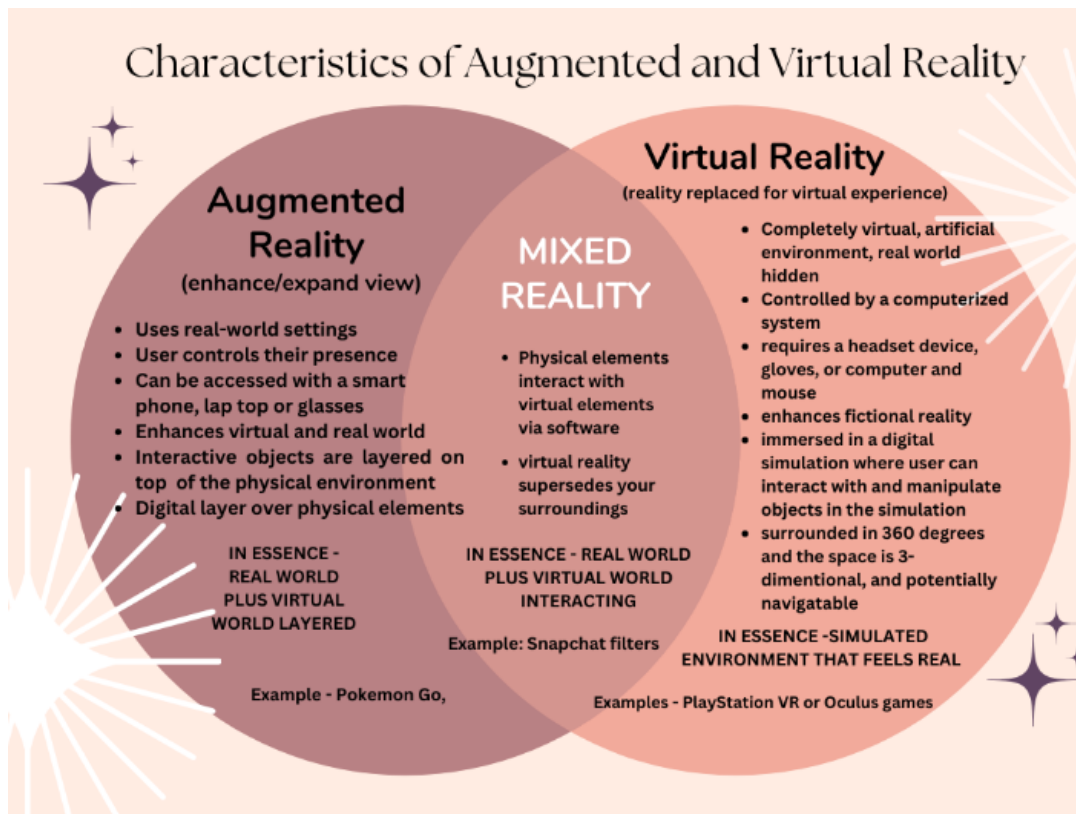 Characteristics of Augmented and Virtual Reality
Augmented
Reality
(enhance/expand view)
• Uses real-world settings
• User controls their presence
• Can be accessed with a smart
phone, lap top or glasses
• Enhances virtual and real world
• Interactive objects are layered on
top of the physical environment
• Digital layer over physical elements
IN ESSENCE -
REAL WORLD
PLUS VIRTUAL
WORLD LAYERED
Example - Pokemon Go,
MIXED
REALITY
• Physical elements
interact with
virtual elements
via software
• virtual reality
supersedes your
surroundings
IN ESSENCE - REAL WORLD
PLUS VIRTUAL WORLD
INTERACTING
Example: Snapchat filters
Virtual Reality
(reality replaced for virtual experience)
• Completely virtual, artificial
environment, real world
hidden
• Controlled by a computerized
system
• requires a headset device,
gloves, or computer and
mouse
• enhances fictional reality
• immersed in a digital
simulation where user can
interact with and manipulate
objects in the simulation
• surrounded in 360 degrees
and the space is 3-
dimentional, and potentially
navigatable
IN ESSENCE -SIMULATED
ENVIRONMENT THAT FEELS REAL
Examples - PlayStation VR or Oculus games